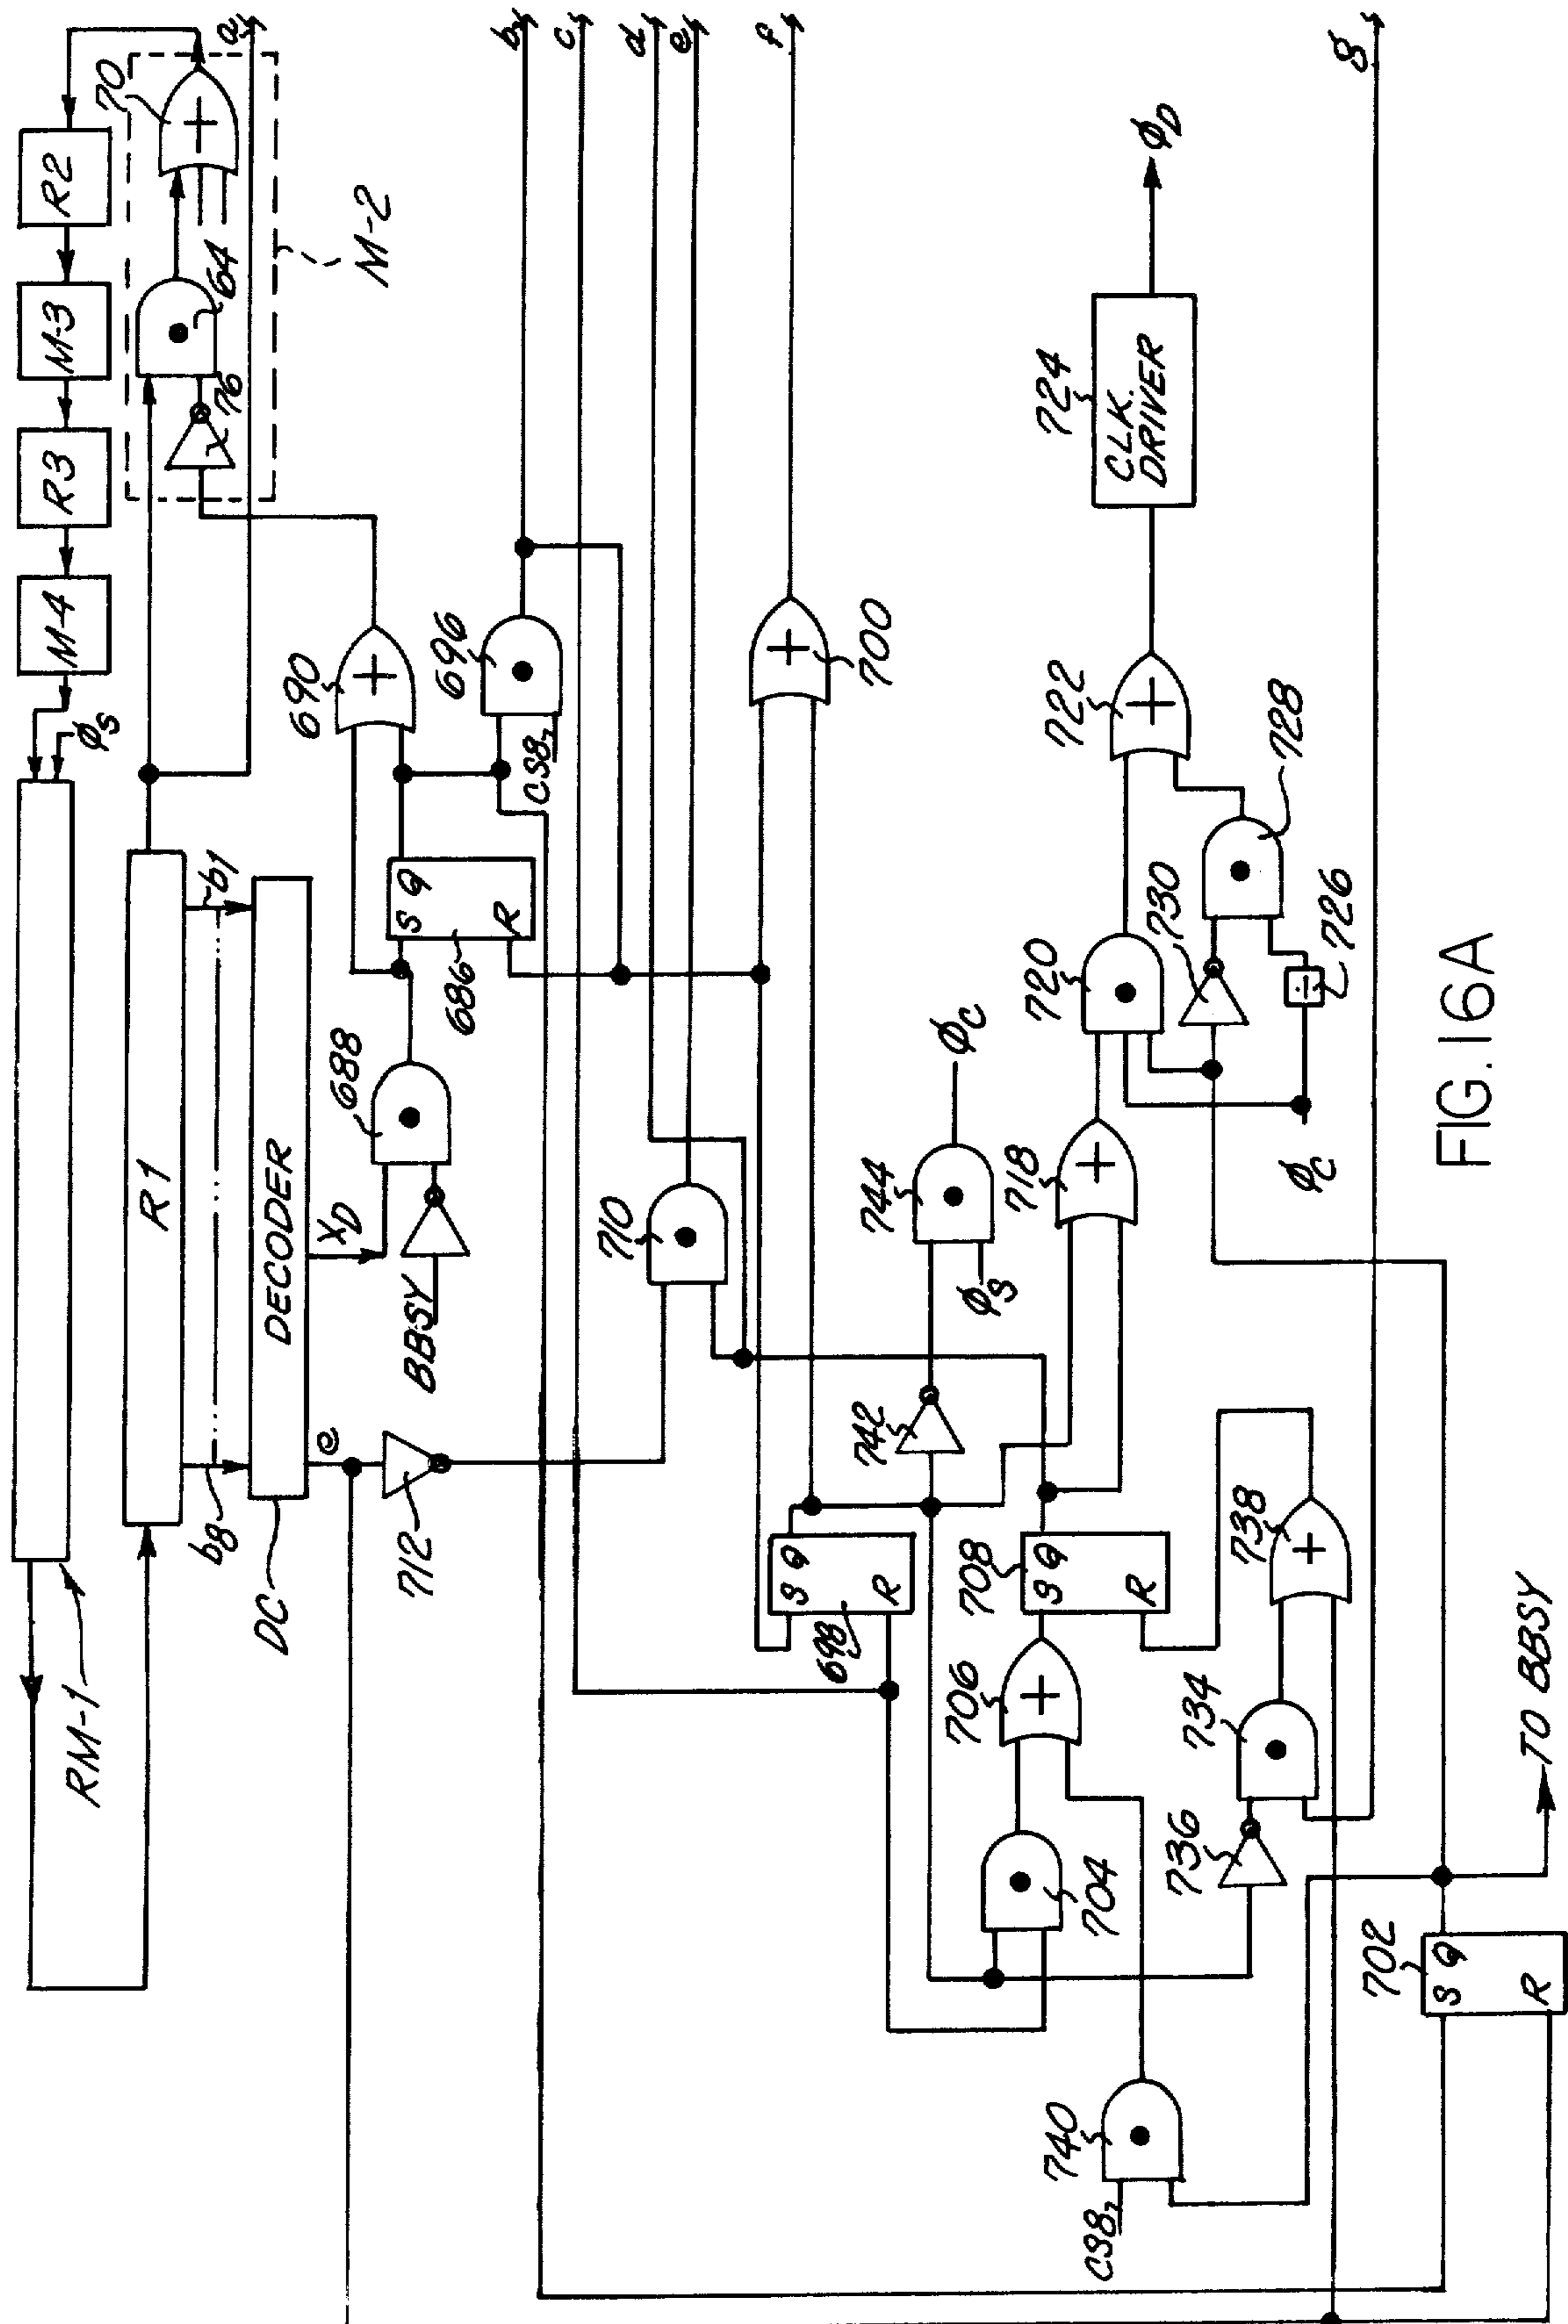 R2
M-3
R3
M-4
70
64
76
M-2
ϕS
RM-1
R1
b1
b8
DECODER
DC
e
XD
BBSY
688
690
S Q
R
686
696
CS87
a
b
c
d
e
f
g
712
710
700
S Q
R
698
742
744
ϕS
ϕC
706
708
S Q
R
704
718
720
722
724
CLK.
DRIVER
ϕD
730
728
726
ϕC
740
CS87
736
734
738
702
S Q
R
TO BBSY
FIG.16A